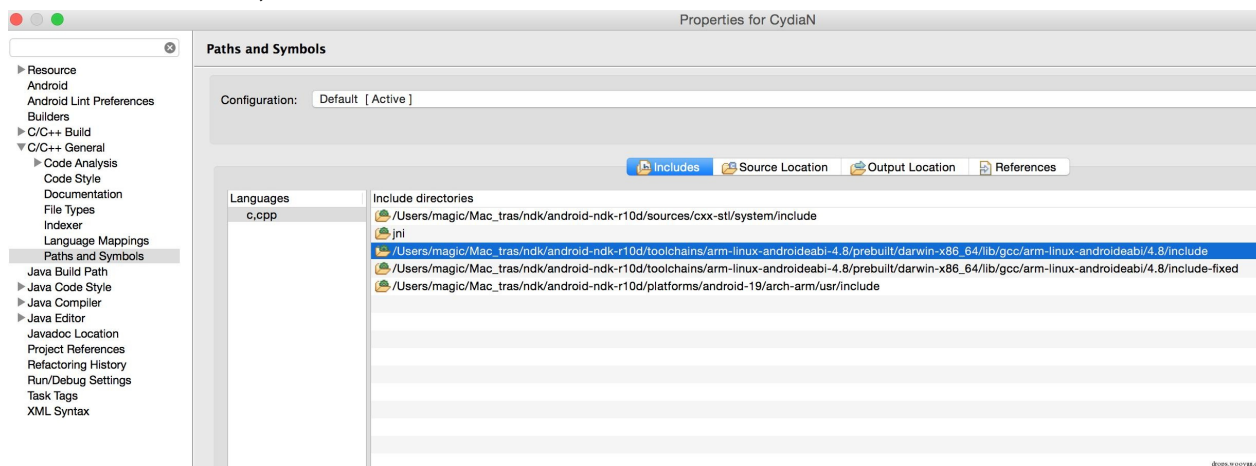 Properties for CydiaN
Paths and Symbols
Resource
Android
Android Lint Preferences
Builders
C/C++ Build
C/C++ General
Code Analysis
Code Style
Documentation
File Types
Indexer
Language Mappings
Paths and Symbols
Java Build Path
Java Code Style
Java Compiler
Java Editor
Javadoc Location
Project References
Refactoring History
Run/Debug Settings
Task Tags
XML Syntax
Configuration: Default [ Active ]
Includes Source Location Output Location References
Languages Include directories
c,cpp /Users/magic/Mac_tras/ndk/android-ndk-r10d/sources/cxx-stl/system/include
jni
/Users/magic/Mac_tras/ndk/android-ndk-r10d/toolchains/arm-linux-androideabi-4.8/prebuilt/darwin-x86_64/lib/gcc/arm-linux-androideabi/4.8/include
/Users/magic/Mac_tras/ndk/android-ndk-r10d/toolchains/arm-linux-androideabi-4.8/prebuilt/darwin-x86_64/lib/gcc/arm-linux-androideabi/4.8/include-fixed
/Users/magic/Mac_tras/ndk/android-ndk-r10d/platforms/android-19/arch-arm/usr/include